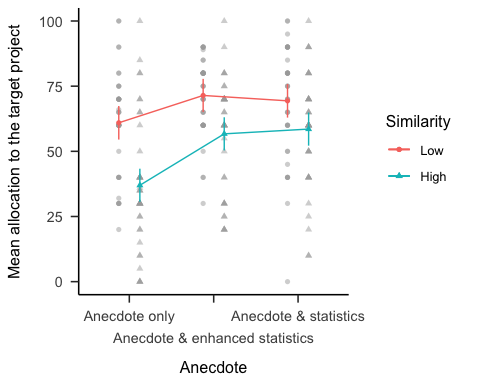 Mean allocation to the target project
100
75
50
25
0
Anecdote only
Anecdote & statistics
Anecdote & enhanced statistics
Anecdote
Similarity
Low
High